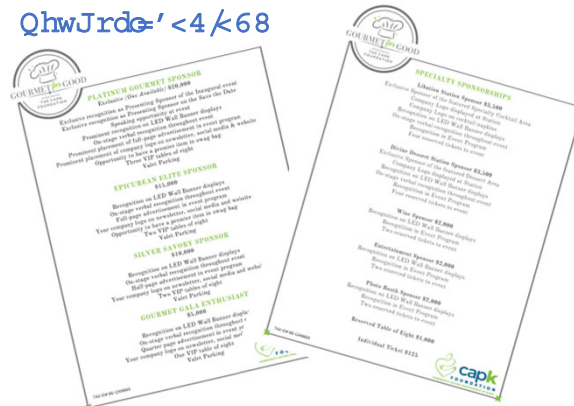 QhwJrdo=’<4/<68
GOURMET for GOOD
THE CAPK
FOUNDATION
PLATINUM GOURMET SPONSOR
Exclusive (One Available) $20,000
Exclusive recognition as Presenting Sponsor of the Inaugural event
Exclusive recognition as Presenting Sponsor on the Save the Date
Speaking opportunity at event
Prominent recognition on LED Wall Banner displays
On-stage verbal recognition throughout event
Prominent placement of full-page advertisement in event program
Prominent placement of company logo on newsletter, social media & website
Opportunity to have a premier item in swag bag
Three VIP tables of eight
Valet Parking
EPICUREAN ELITE SPONSOR
$15,000
Recognition on LED Wall Banner displays
On-stage verbal recognition throughout event
Full-page advertisement in event program
Your company logo on newsletter, social media and website
Opportunity to have a premier item in swag bag
Two VIP tables of eight
Valet Parking
SILVER SAVORY SPONSOR
$10,000
Recognition on LED Wall Banner displays
On-stage verbal recognition throughout event
Half-page advertisement in event program
Your company logo on newsletter, social media and
Two VIP tables of eight
Valet Parking
GOURMET GALA ENTHUSIAST
$5,000
Recognition on LED Wall Banner
On-stage verbal recognition throughout
Quarter page advertisement in event
Your company logo on newsletter, social
One VIP table of eight
Valet Parking
GOURMET for GOOD
THE CAPK
FOUNDATION
SPECIALTY SPONSORSHIPS
Libation Station Sponsor $3,500
Exclusive Sponsor of the featured Specialty Cocktail Area
Company Logo displayed at Station
Company Logo on cocktail napkins
Recognition on LED Wall Banner displays
On-stage verbal recognition throughout event
Recognition in Event Program
Four reserved tickets to event
Divine Dessert Station Sponsor $3,500
Exclusive Sponsor of the featured Dessert Area
Company Logo displayed at Station
Recognition on LED Wall Banner displays
On-stage verbal recognition throughout event
Recognition in Event Program
Four reserved tickets to event
Wine Sponsor $2,000
Recognition on LED Wall Banner displays
Recognition in Event Program
Two reserved tickets to event
Entertainment Sponsor $2,000
Recognition on LED Wall Banner displays
Recognition in Event Program
Two reserved tickets to event
Photo Booth Sponsor $2,000
Recognition on LED Wall Banner displays
Recognition in Event Program
Two reserved tickets to event
Reserved Table of Eight $1,000
Individual Ticket $125
capk
FOUNDATION